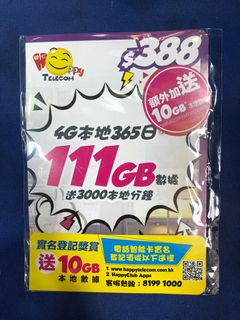 Happy
TELECOM
$388
額外加送
10GB
4G本地365日
111GB
數據
送3000本地分鐘
實名登記獎賞
送10GB
本地數據
電話智能卡實名
登記須從以下途徑
1 www.happytelecom.com.hk
2 HappyClub Apps
客服熱線：8199 1000